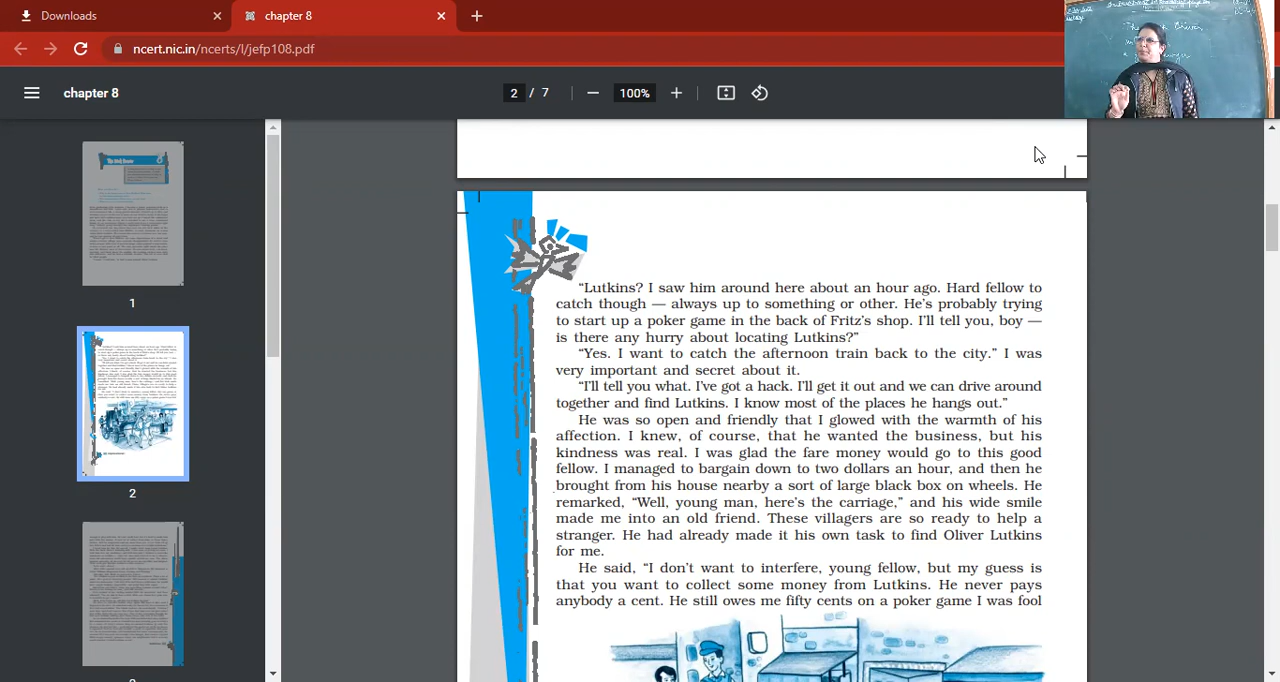 Downloads
chapter 8
ncert.nic.in/ncerts/l/jefp108.pdf
chapter 8
2 / 7
100%
The Hack Driver
1
2
“Lutkins? I saw him around here about an hour ago. Hard fellow to
catch though — always up to something or other. He’s probably trying
to start up a poker game in the back of Fritz’s shop. I’ll tell you, boy —
is there any hurry about locating Lutkins?”
“Yes. I want to catch the afternoon train back to the city.” I was
very important and secret about it.
“I’ll tell you what. I’ve got a hack. I’ll get it out and we can drive around
together and find Lutkins. I know most of the places he hangs out.”
He was so open and friendly that I glowed with the warmth of his
affection. I knew, of course, that he wanted the business, but his
kindness was real. I was glad the fare money would go to this good
fellow. I managed to bargain down to two dollars an hour, and then he
brought from his house nearby a sort of large black box on wheels. He
remarked, “Well, young man, here’s the carriage,” and his wide smile
made me into an old friend. These villagers are so ready to help a
stranger. He had already made it his own task to find Oliver Lutkins
for me.
He said, “I don’t want to interfere, young fellow, but my guess is
that you want to collect some money from Lutkins. He never pays
anybody a cent. He still owes me fifty cents on a poker game I was fool